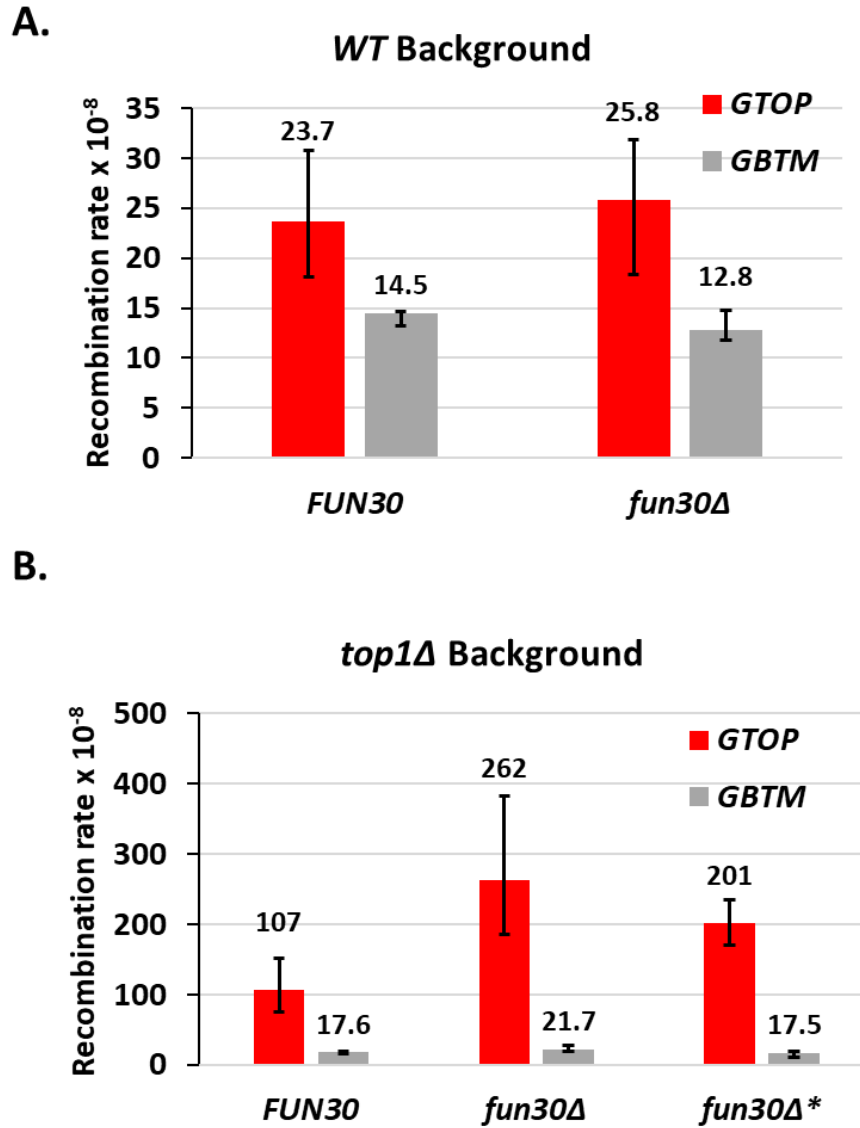 A.
WT Background
Recombination rate x 10⁻⁸
35
30
25
20
15
10
5
0
GTOP
GBTM
23.7
14.5
25.8
12.8
FUN30
fun30Δ
B.
top1Δ Background
Recombination rate x 10⁻⁸
500
400
300
200
100
0
GTOP
GBTM
107
17.6
262
21.7
201
17.5
FUN30
fun30Δ
fun30Δ*